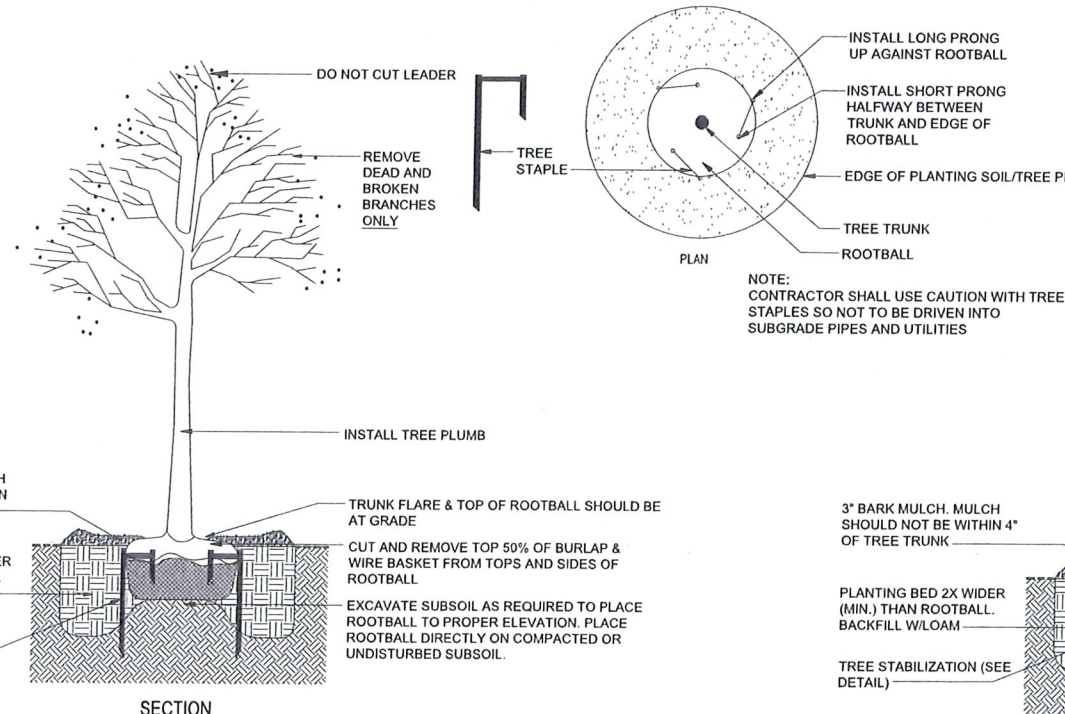 DO NOT CUT LEADER
REMOVE
DEAD AND
BROKEN
BRANCHES
ONLY
TREE
STAPLE
INSTALL LONG PRONG
UP AGAINST ROOTBALL
INSTALL SHORT PRONG
HALFWAY BETWEEN
TRUNK AND EDGE OF
ROOTBALL
EDGE OF PLANTING SOIL/TREE
TREE TRUNK
ROOTBALL
PLAN
NOTE:
CONTRACTOR SHALL USE CAUTION WITH TREE
STAPLES SO NOT TO BE DRIVEN INTO
SUBGRADE PIPES AND UTILITIES
INSTALL TREE PLUMB
TRUNK FLARE & TOP OF ROOTBALL SHOULD BE
AT GRADE
CUT AND REMOVE TOP 50% OF BURLAP &
WIRE BASKET FROM TOPS AND SIDES OF
ROOTBALL
EXCAVATE SUBSOIL AS REQUIRED TO PLACE
ROOTBALL TO PROPER ELEVATION. PLACE
ROOTBALL DIRECTLY ON COMPACTED OR
UNDISTURBED SUBSOIL.
SECTION
3" BARK MULCH. MULCH
SHOULD NOT BE WITHIN 4"
OF TREE TRUNK
PLANTING BED 2X WIDER
(MIN.) THAN ROOTBALL.
BACKFILL W/LOAM
TREE STABILIZATION (SEE
DETAIL)